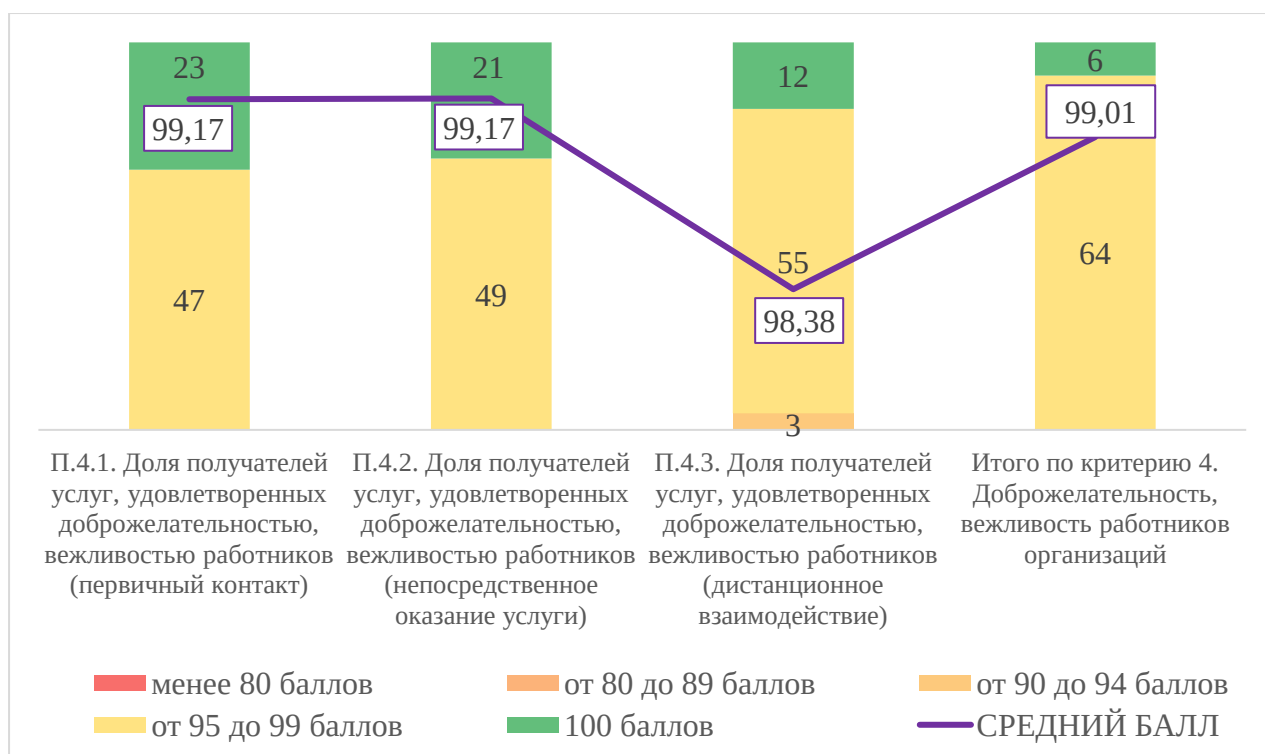 23
21
12
6
99,17
99,17
98,38
99,01
47
49
55
64
3
П.4.1. Доля получателей
услуг, удовлетворенных
доброжелательностью,
вежливостью работников
(первичный контакт)
П.4.2. Доля получателей
услуг, удовлетворенных
доброжелательностью,
вежливостью работников
(непосредственное
оказание услуги)
П.4.3. Доля получателей
услуг, удовлетворенных
доброжелательностью,
вежливостью работников
(дистанционное
взаимодействие)
Итого по критерию 4.
Доброжелательность,
вежливость работников
организаций
менее 80 баллов
от 80 до 89 баллов
от 90 до 94 баллов
от 95 до 99 баллов
100 баллов
СРЕДНИЙ БАЛЛ